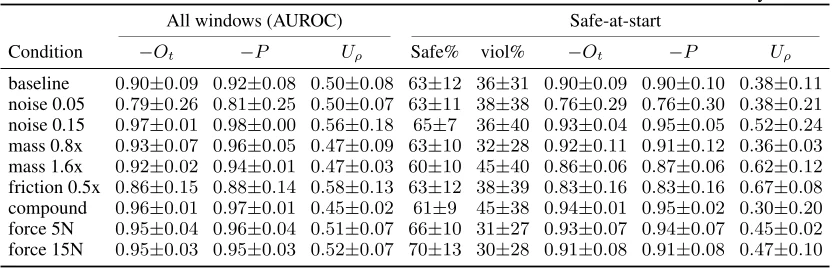 All windows (AUROC) Safe-at-start
Condition −Oₜ −P Uᵨ Safe% viol% −Oₜ −P Uᵨ
baseline 0.90±0.09 0.92±0.08 0.50±0.08 63±12 36±31 0.90±0.09 0.90±0.10 0.38±0.11
noise 0.05 0.79±0.26 0.81±0.25 0.50±0.07 63±11 38±38 0.76±0.29 0.76±0.30 0.38±0.21
noise 0.15 0.97±0.01 0.98±0.00 0.56±0.18 65±7 36±40 0.93±0.04 0.95±0.05 0.52±0.24
mass 0.8x 0.93±0.07 0.96±0.05 0.47±0.09 63±10 32±28 0.92±0.11 0.91±0.12 0.36±0.03
mass 1.6x 0.92±0.02 0.94±0.01 0.47±0.03 60±10 45±40 0.86±0.06 0.87±0.06 0.62±0.12
friction 0.5x 0.86±0.15 0.88±0.14 0.58±0.13 63±12 38±39 0.83±0.16 0.83±0.16 0.67±0.08
compound 0.96±0.01 0.97±0.01 0.45±0.02 61±9 45±38 0.94±0.01 0.95±0.02 0.30±0.20
force 5N 0.95±0.04 0.96±0.04 0.51±0.07 66±10 31±27 0.93±0.07 0.94±0.07 0.45±0.02
force 15N 0.95±0.03 0.95±0.03 0.52±0.07 70±13 30±28 0.91±0.08 0.91±0.08 0.47±0.10